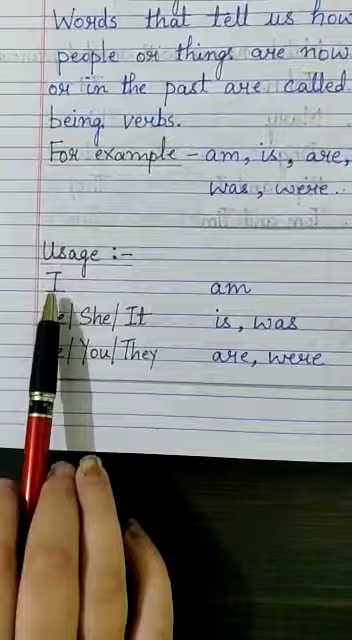 Words that tell us how
people or things are now
or in the past are called
being verbs.
For example - am, is, are,
was, were.
Usage :-
I am
e/She/It is, was
e/You/They are, were